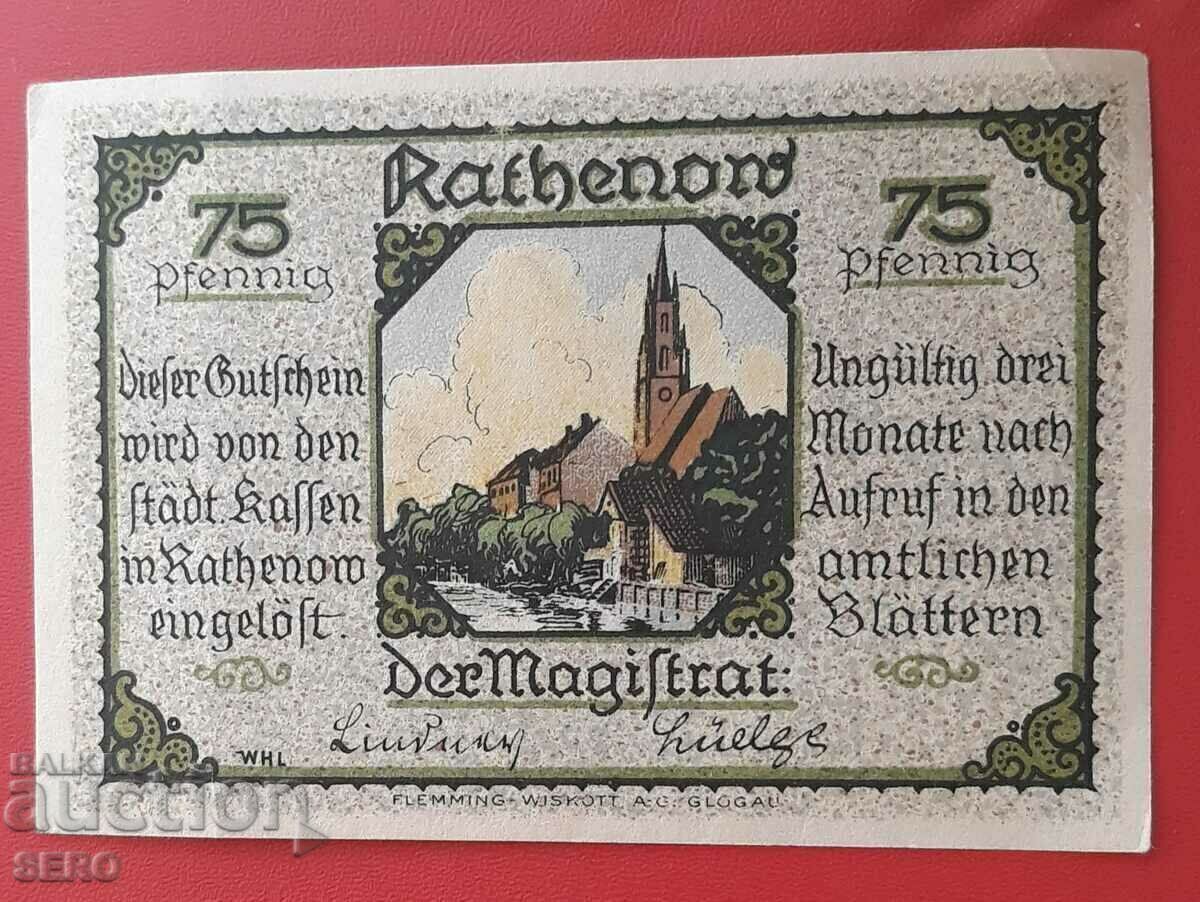 Rathenow
75
Pfennig
75
Pfennig
Dieser Gutschein
wird von den
städt. Kassen
in Rathenow
eingelöst.
Ungültig drei
Monate nach
Aufruf in den
amtlichen
Blättern
Der Magistrat:
Lindner
WHL
FLEMMING-WISKOTT A-G. GLOGAU
auction
SERO